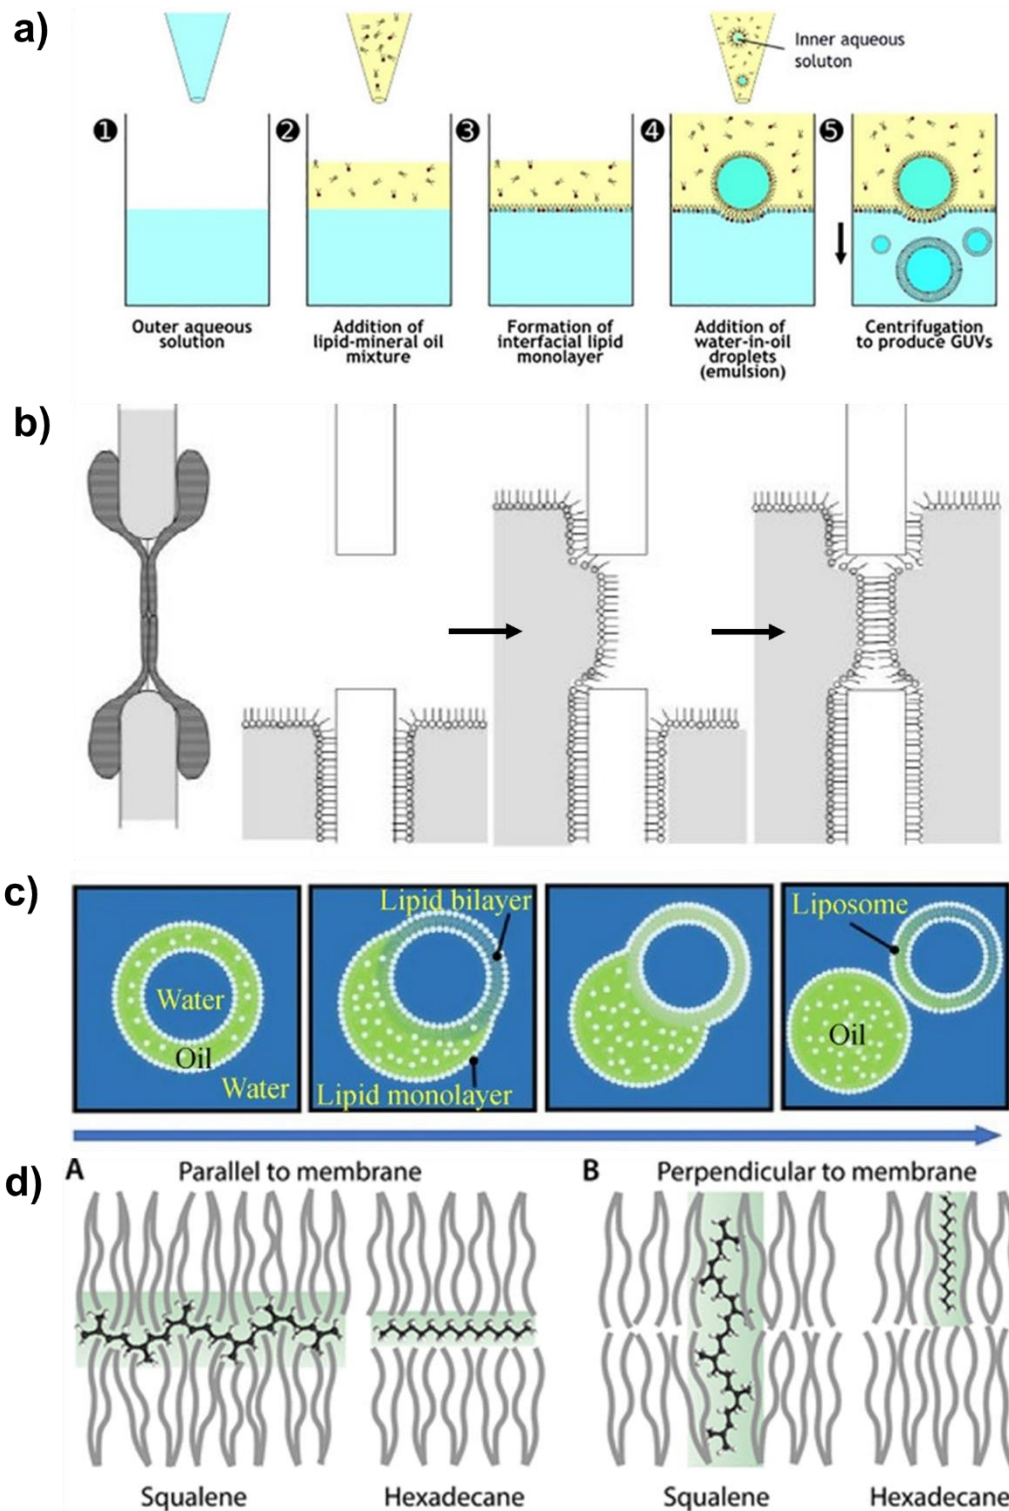 a)
Inner aqueous
soluton
1
2
3
4
5
Outer aqueous
solution
Addition of
lipid-mineral oil
mixture
Formation of
interfacial lipid
monolayer
Addition of
water-in-oil
droplets
(emulsion)
Centrifugation
to produce GUVs
b)
c)
Water
Oil
Water
Lipid bilayer
Lipid monolayer
Liposome
Oil
d)
A
Parallel to membrane
B
Perpendicular to membrane
Squalene
Hexadecane
Squalene
Hexadecane